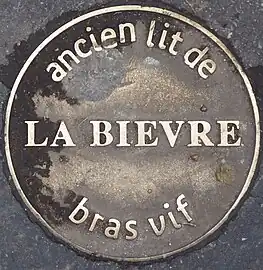 ancien lit de
LA BIEVRE
bras vif